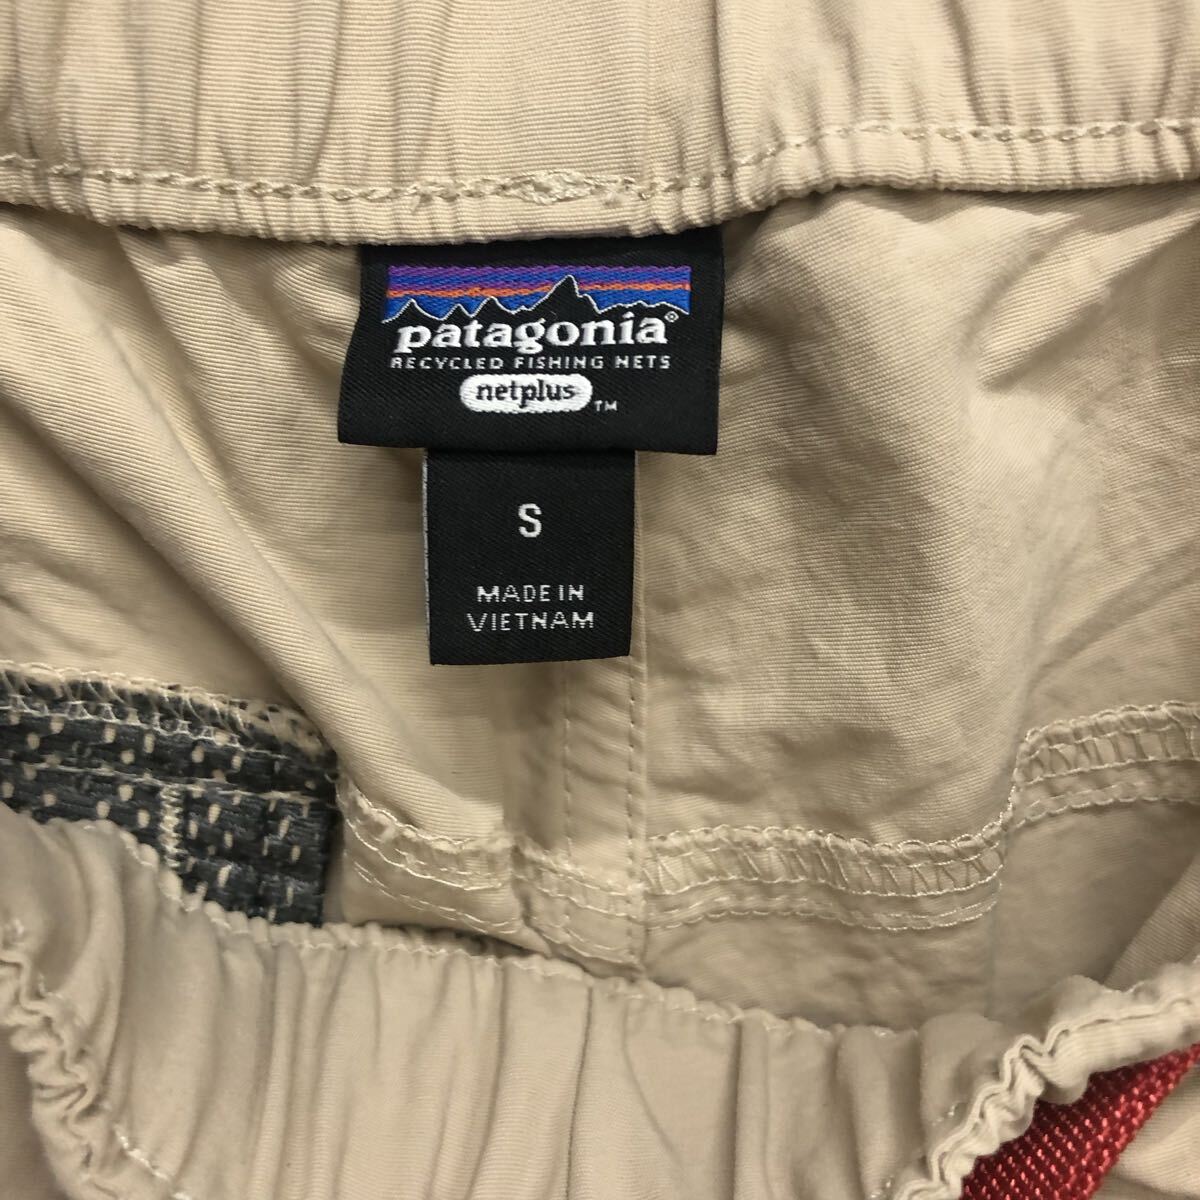 patagonia®
RECYCLED FISHING NETS
netplus ™
S
MADE IN
VIETNAM